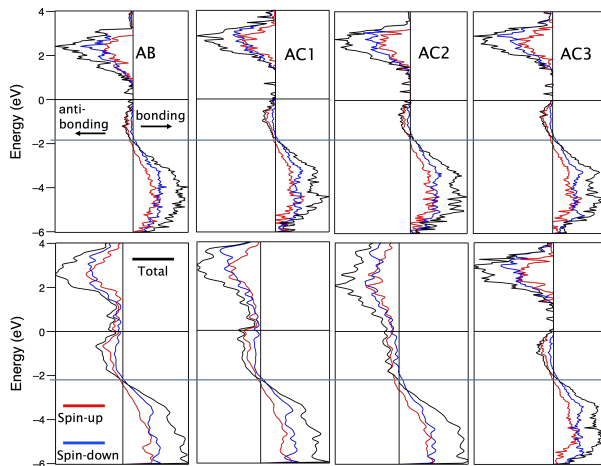 4
2
0
−2
−4
−6
Energy (eV)
AB
AC1
AC2
AC3
anti-
bonding
bonding
4
2
0
−2
−4
−6
Energy (eV)
Total
Spin-up
Spin-down